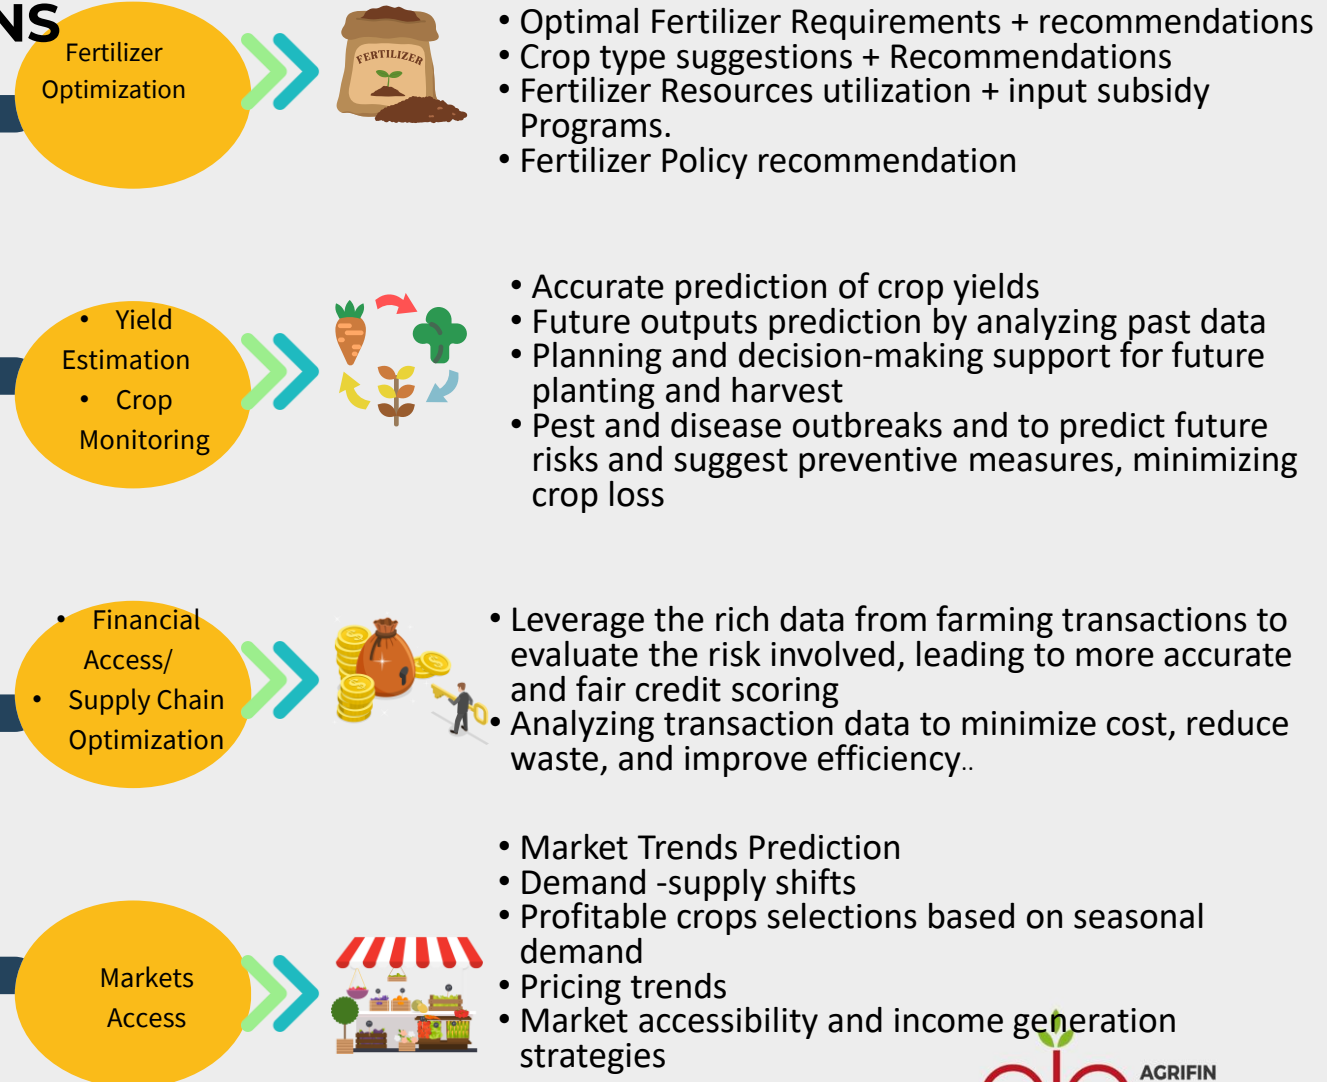 NS
Fertilizer
Optimization
FERTILIZER
• Optimal Fertilizer Requirements + recommendations
• Crop type suggestions + Recommendations
• Fertilizer Resources utilization + input subsidy
Programs.
• Fertilizer Policy recommendation
• Yield
Estimation
• Crop
Monitoring
• Accurate prediction of crop yields
• Future outputs prediction by analyzing past data
• Planning and decision-making support for future
planting and harvest
• Pest and disease outbreaks and to predict future
risks and suggest preventive measures, minimizing
crop loss
• Financial
Access/
• Supply Chain
Optimization
• Leverage the rich data from farming transactions to
evaluate the risk involved, leading to more accurate
and fair credit scoring
• Analyzing transaction data to minimize cost, reduce
waste, and improve efficiency..
Markets
Access
• Market Trends Prediction
• Demand -supply shifts
• Profitable crops selections based on seasonal
demand
• Pricing trends
• Market accessibility and income generation
strategies
AGRIFIN